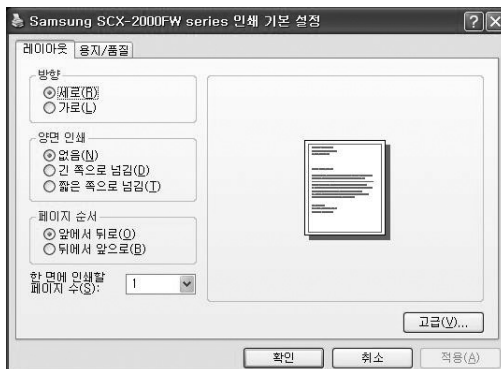 Samsung SCX-2000FW series 인쇄 기본 설정
레이아웃 용지/품질
방향
세로(R)
가로(L)
양면 인쇄
없음(N)
긴 쪽으로 넘김(D)
짧은 쪽으로 넘김(T)
페이지 순서
앞에서 뒤로(O)
뒤에서 앞으로(B)
한 면에 인쇄할
페이지 수(S): 1
고급(V)...
확인 취소 적용(A)